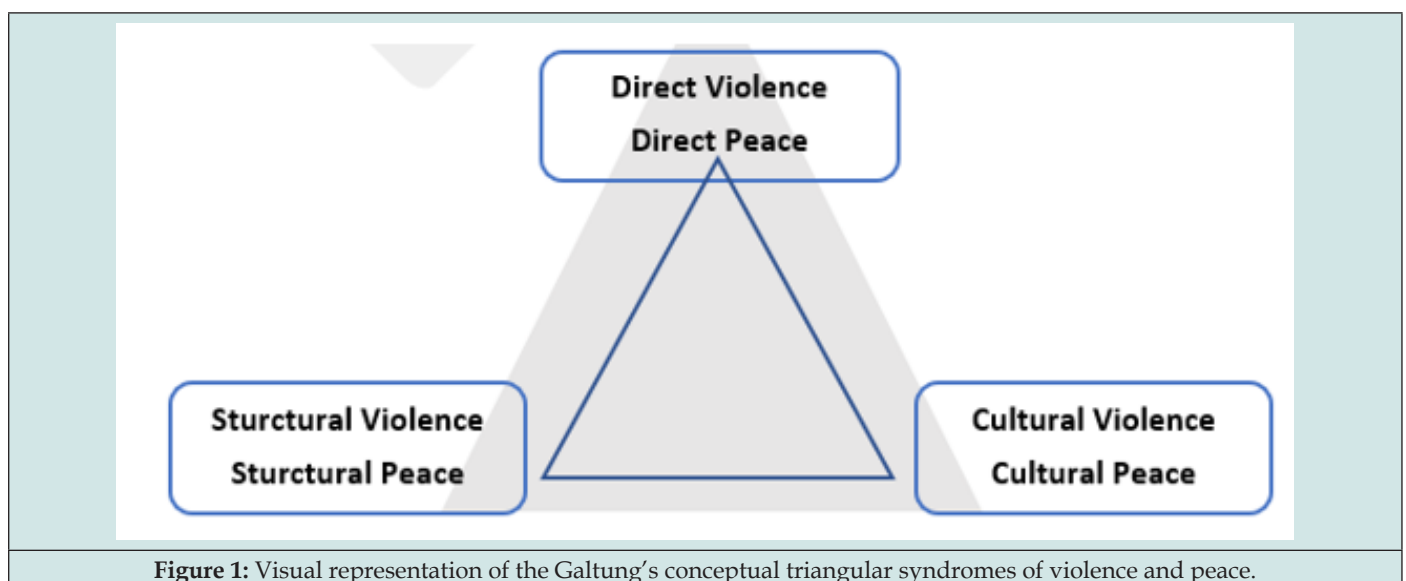 Direct Violence
Direct Peace
Sturctural Violence
Sturctural Peace
Cultural Violence
Cultural Peace
Figure 1: Visual representation of the Galtung's conceptual triangular syndromes of violence and peace.